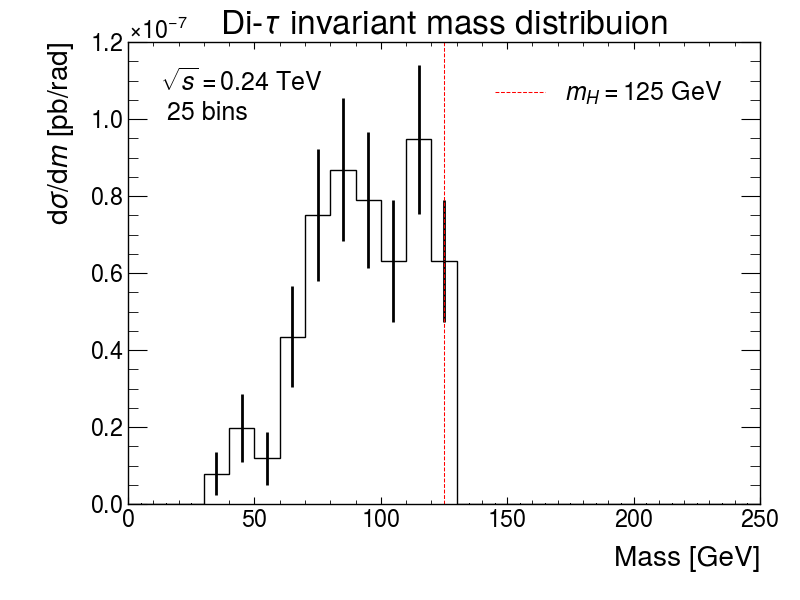 ×10⁻⁷ Di-τ invariant mass distribuion
√s = 0.24 TeV
25 bins
m_H = 125 GeV
dσ/dm [pb/rad]
1.2
1.0
0.8
0.6
0.4
0.2
0.0
0 50 100 150 200 250
Mass [GeV]